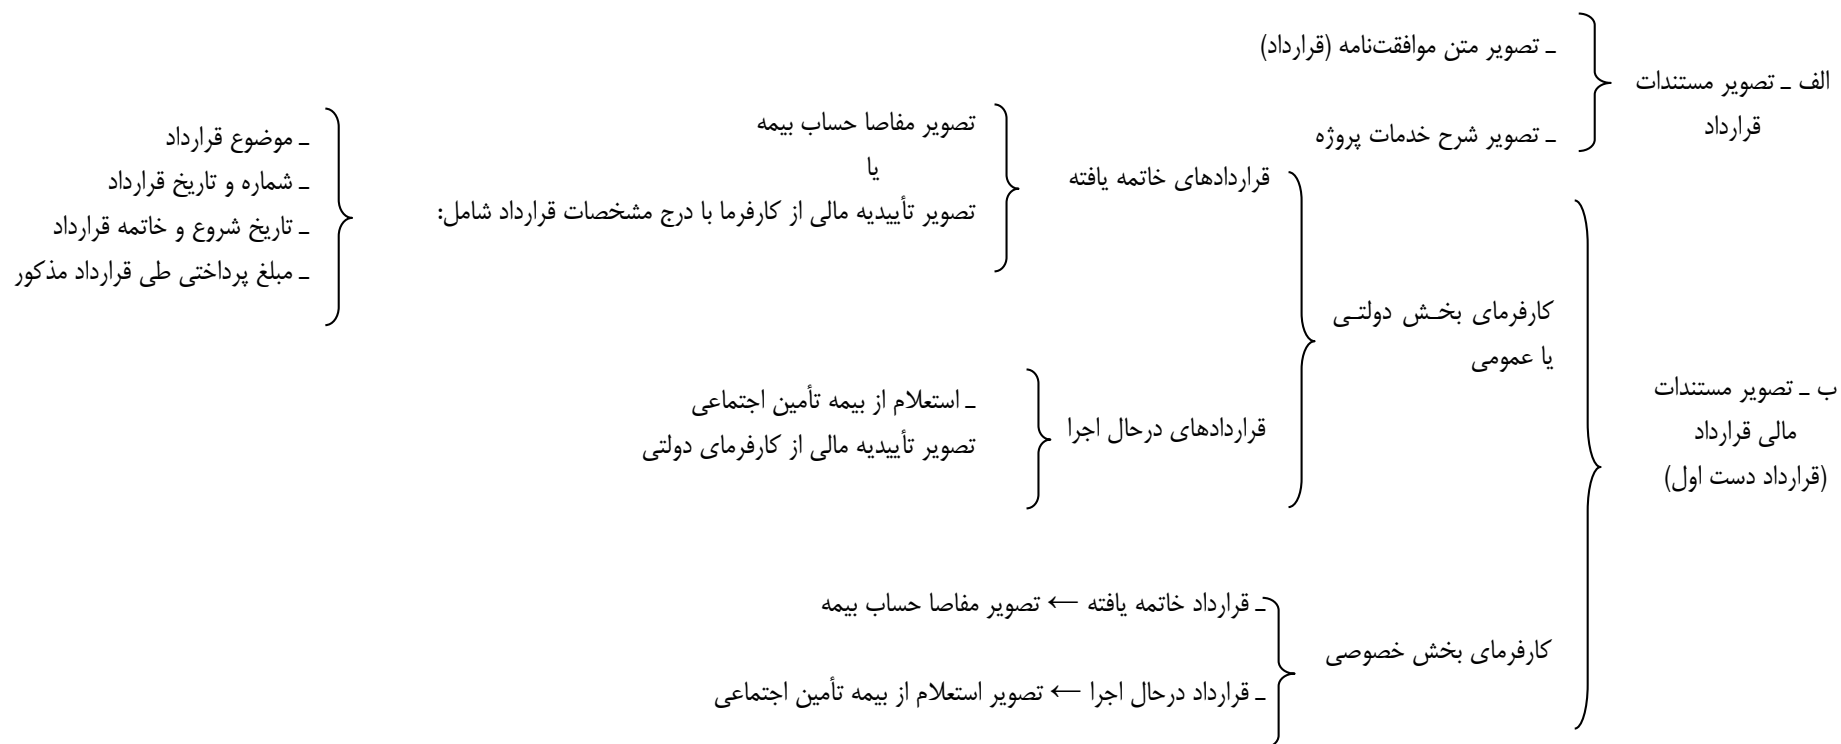 الف ـ تصویر مستندات
قرارداد
ـ تصویر متن موافقت‌نامه (قرارداد)
ـ تصویر شرح خدمات پروژه
ب ـ تصویر مستندات
مالی قرارداد
(قرارداد دست اول)
کارفرمای بخـش دولتـی
یا عمومی
قراردادهای خاتمه یافته
تصویر مفاصا حساب بیمه
یا
تصویر تأییدیه مالی از کارفرما با درج مشخصات قرارداد شامل:
ـ موضوع قرارداد
ـ شماره و تاریخ قرارداد
ـ تاریخ شروع و خاتمه قرارداد
ـ مبلغ پرداختی طی قرارداد مذکور
قراردادهای درحال اجرا
ـ استعلام از بیمه تأمین اجتماعی
تصویر تأییدیه مالی از کارفرمای دولتی
کارفرمای بخش خصوصی
ـ قرارداد خاتمه یافته ← تصویر مفاصا حساب بیمه
ـ قرارداد درحال اجرا ← تصویر استعلام از بیمه تأمین اجتماعی